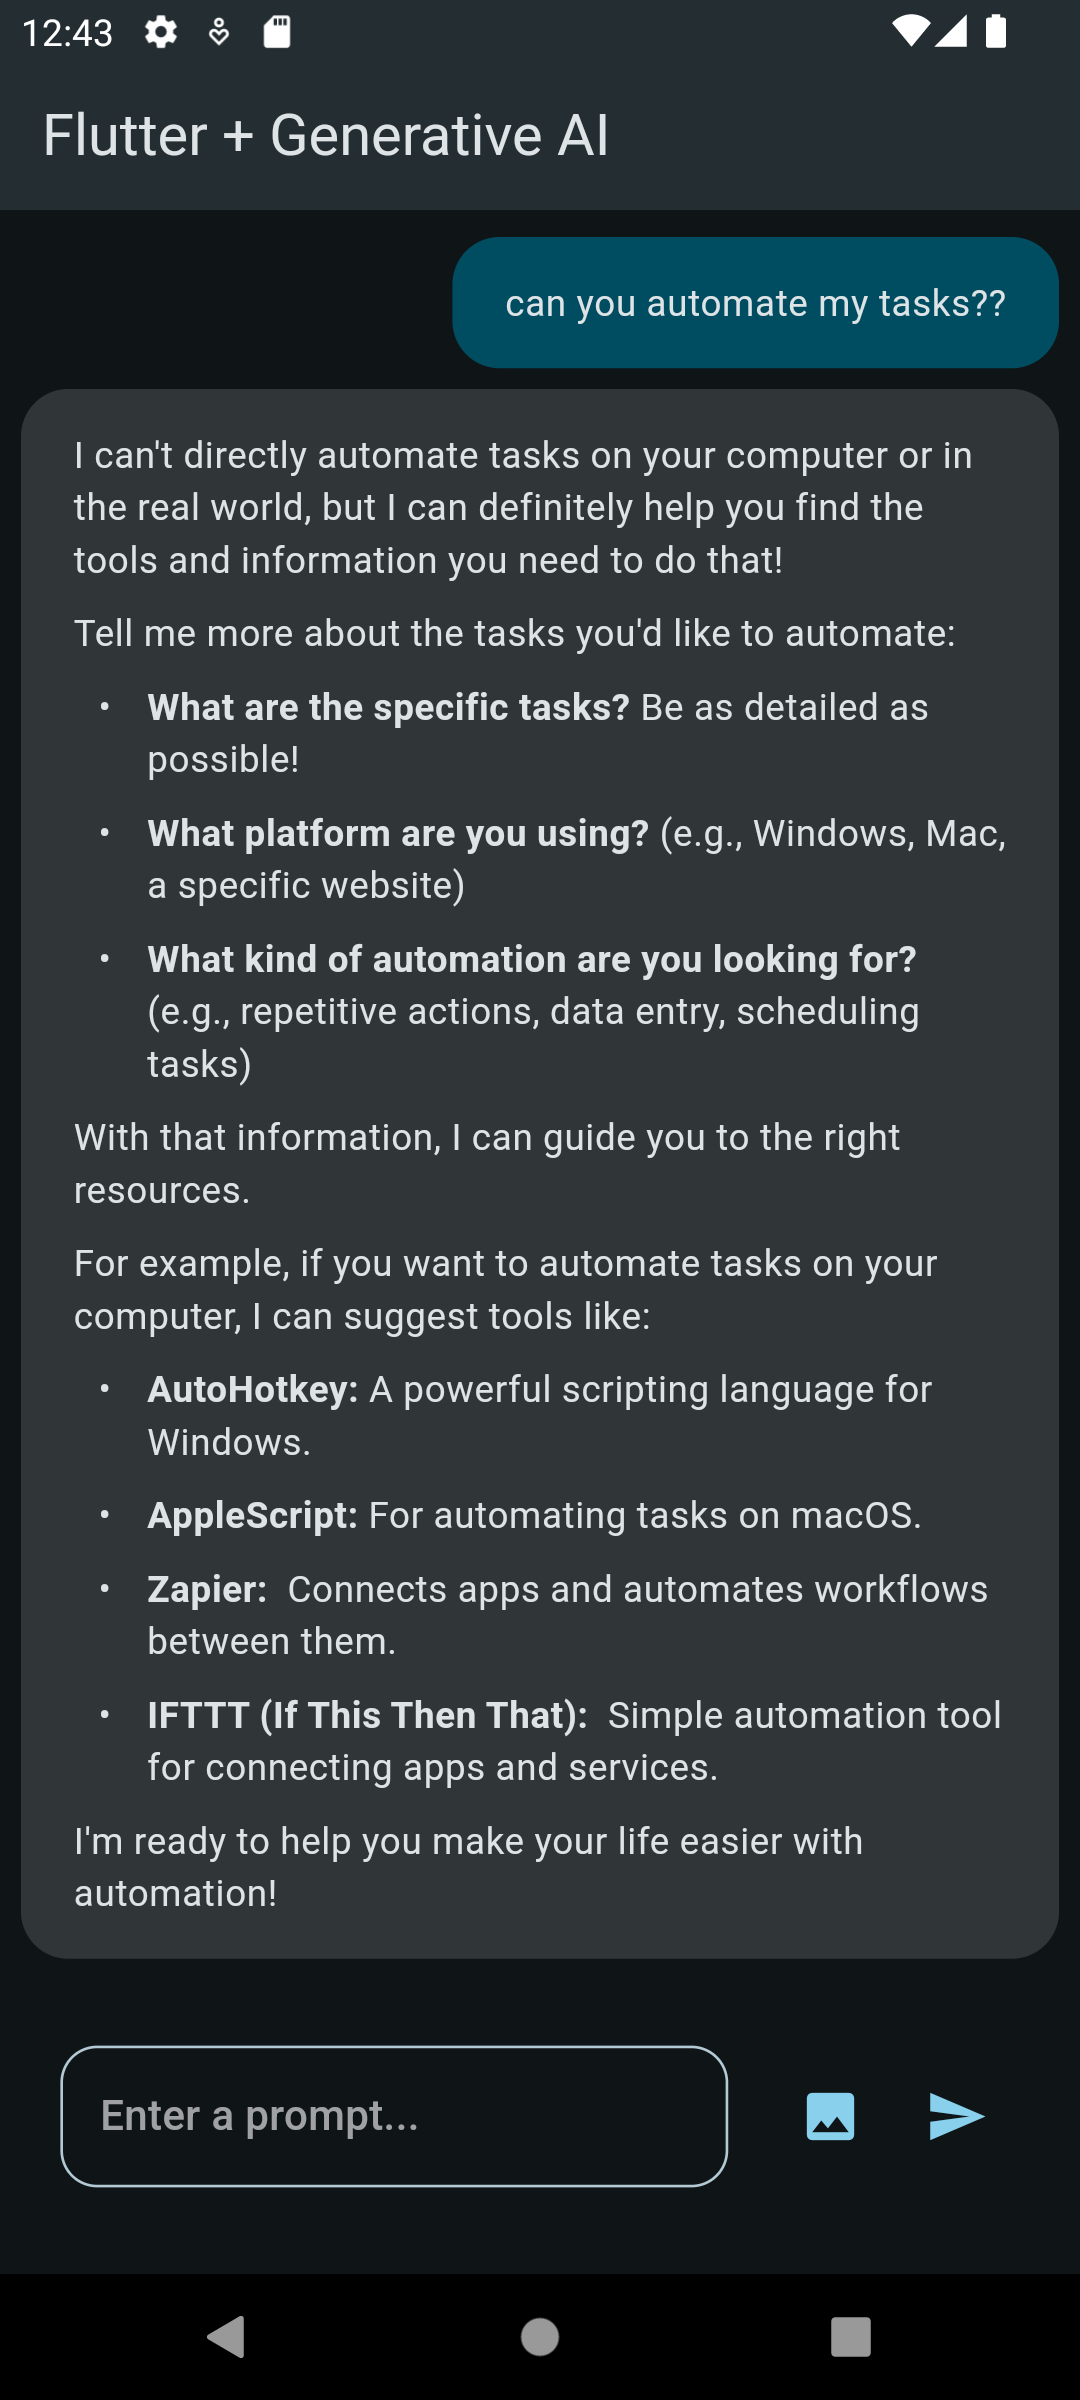 12:43
Flutter + Generative AI
can you automate my tasks??
I can't directly automate tasks on your computer or in
the real world, but I can definitely help you find the
tools and information you need to do that!
Tell me more about the tasks you'd like to automate:
• What are the specific tasks? Be as detailed as
possible!
• What platform are you using? (e.g., Windows, Mac,
a specific website)
• What kind of automation are you looking for?
(e.g., repetitive actions, data entry, scheduling
tasks)
With that information, I can guide you to the right
resources.
For example, if you want to automate tasks on your
computer, I can suggest tools like:
• AutoHotkey: A powerful scripting language for
Windows.
• AppleScript: For automating tasks on macOS.
• Zapier:  Connects apps and automates workflows
between them.
• IFTTT (If This Then That):  Simple automation tool
for connecting apps and services.
I'm ready to help you make your life easier with
automation!
Enter a prompt...